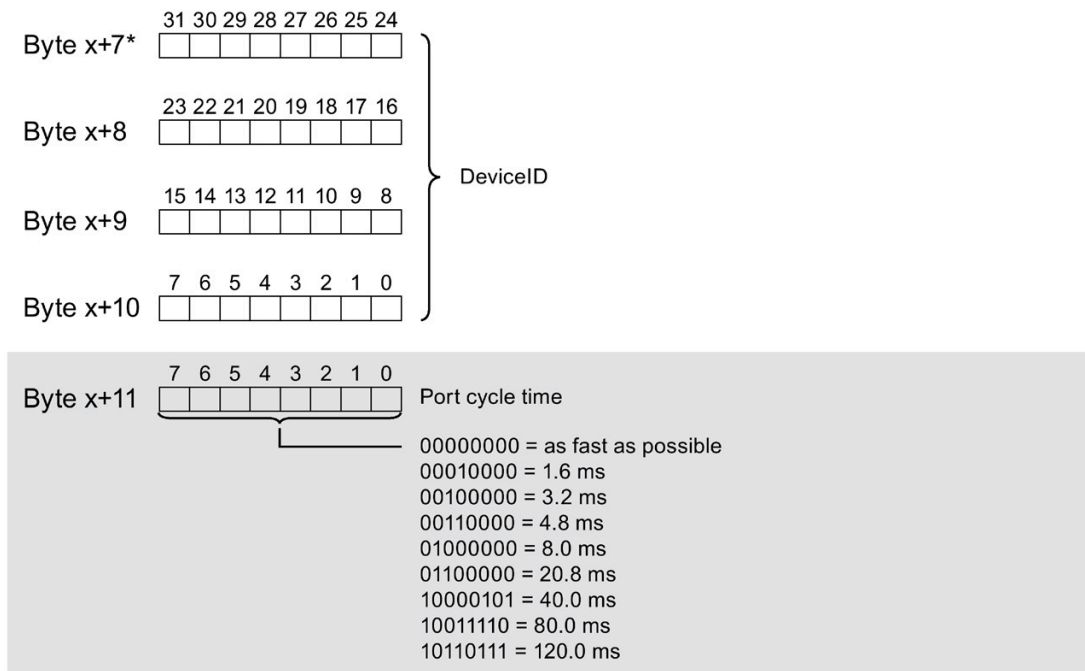 31 30 29 28 27 26 25 24
Byte x+7*
23 22 21 20 19 18 17 16
Byte x+8
DeviceID
15 14 13 12 11 10 9 8
Byte x+9
7 6 5 4 3 2 1 0
Byte x+10
7 6 5 4 3 2 1 0
Byte x+11 Port cycle time
00000000 = as fast as possible
00010000 = 1.6 ms
00100000 = 3.2 ms
00110000 = 4.8 ms
01000000 = 8.0 ms
01100000 = 20.8 ms
10000101 = 40.0 ms
10011110 = 80.0 ms
10110111 = 120.0 ms